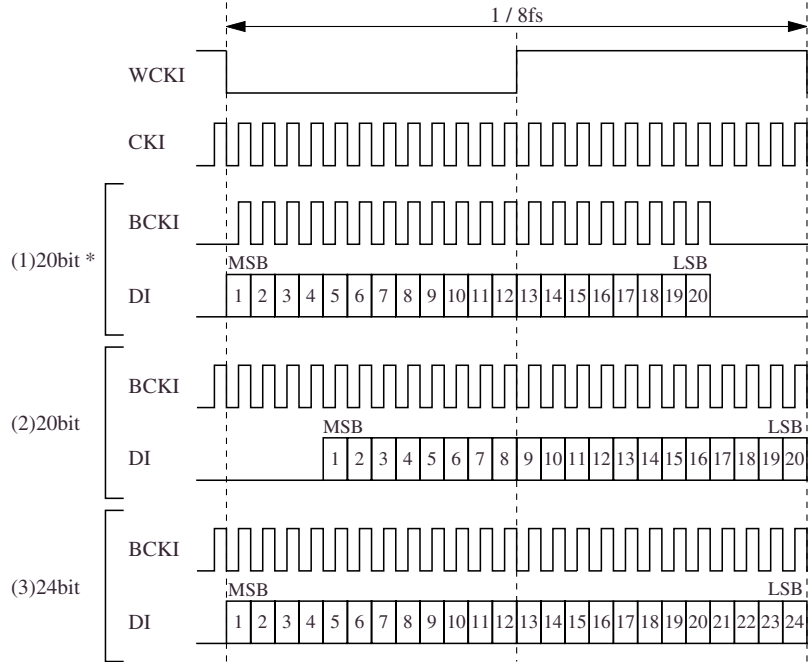 1 / 8fs
WCKI
CKI
(1)20bit *
BCKI
MSB LSB
DI 1 2 3 4 5 6 7 8 9 10 11 12 13 14 15 16 17 18 19 20
(2)20bit
BCKI
MSB LSB
DI 1 2 3 4 5 6 7 8 9 10 11 12 13 14 15 16 17 18 19 20
(3)24bit
BCKI
MSB LSB
DI 1 2 3 4 5 6 7 8 9 10 11 12 13 14 15 16 17 18 19 20 21 22 23 24